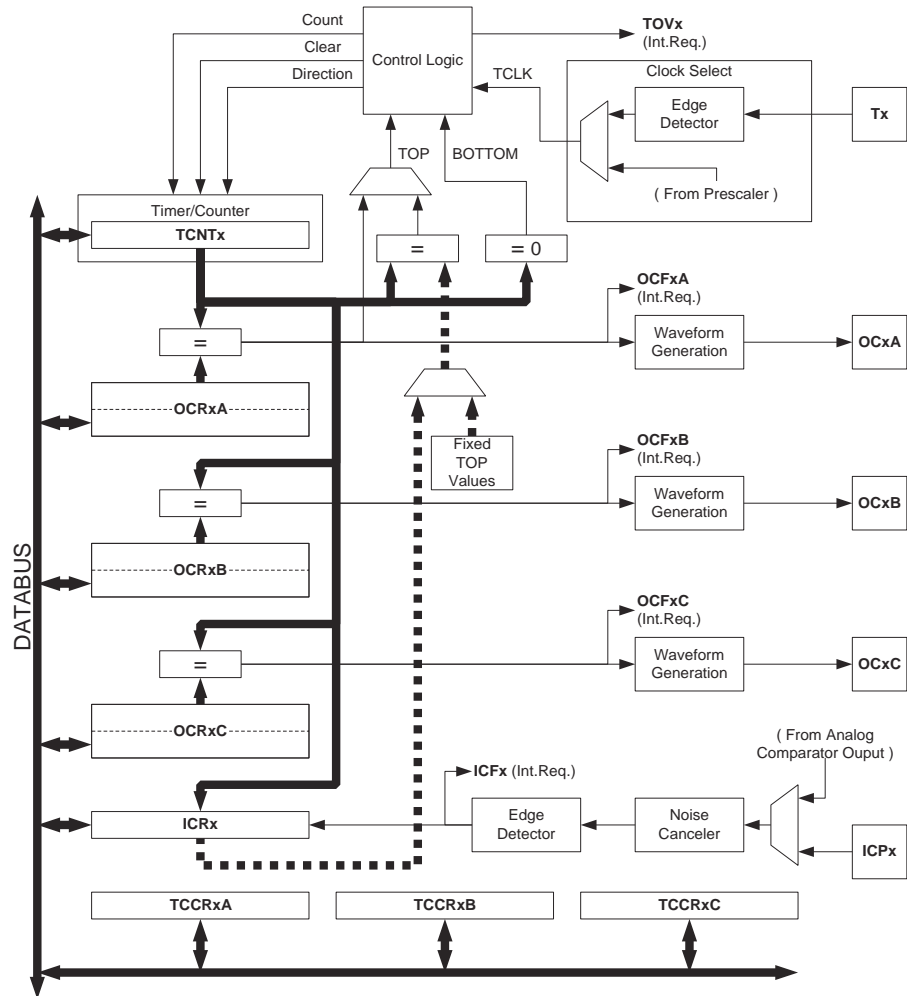 Count
Clear
Direction
Control Logic
TOVx
(Int.Req.)
TCLK
Clock Select
Edge
Detector
Tx
( From Prescaler )
TOP
BOTTOM
Timer/Counter
TCNTx
=
= 0
=
OCFxA
(Int.Req.)
Waveform
Generation
OCxA
OCRxA
Fixed
TOP
Values
OCFxB
(Int.Req.)
=
Waveform
Generation
OCxB
OCRxB
DATABUS
OCFxC
(Int.Req.)
=
Waveform
Generation
OCxC
OCRxC
( From Analog
Comparator Ouput )
ICFx (Int.Req.)
ICRx
Edge
Detector
Noise
Canceler
ICPx
TCCRxA
TCCRxB
TCCRxC